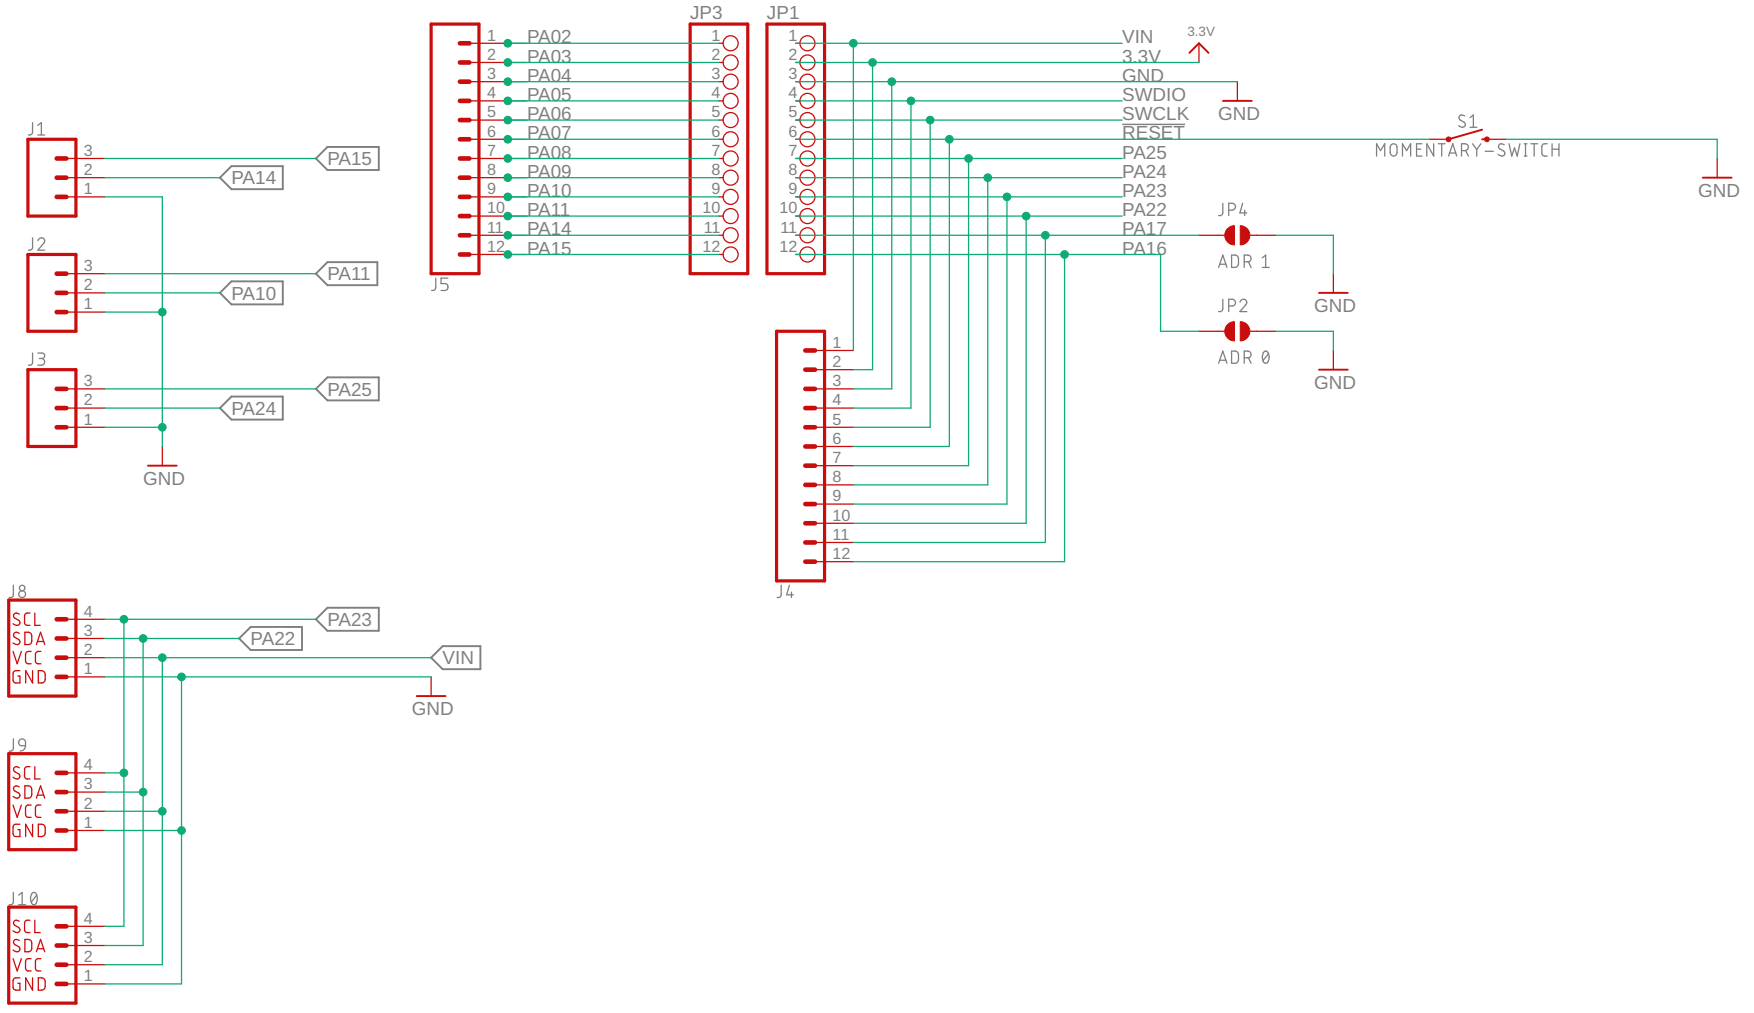 J1
3 PA15
2 PA14
1
J2
3 PA11
2 PA10
1
J3
3 PA25
2 PA24
1
GND
JP3
1 PA02 1
2 PA03 2
3 PA04 3
4 PA05 4
5 PA06 5
6 PA07 6
7 PA08 7
8 PA09 8
9 PA10 9
10 PA11 10
11 PA14 11
12 PA15 12
J5
JP1
1 VIN
2 3.3V
3 GND
4 SWDIO
5 SWCLK
6 RESET
7 PA25
8 PA24
9 PA23
10 PA22
11 PA17
12 PA16
3.3V
GND
S1
MOMENTARY-SWITCH
GND
JP4
ADR 1
GND
JP2
ADR 0
GND
1
2
3
4
5
6
7
8
9
10
11
12
J4
J8
SCL 4 PA23
SDA 3 PA22
VCC 2 VIN
GND 1
GND
J9
SCL 4
SDA 3
VCC 2
GND 1
J10
SCL 4
SDA 3
VCC 2
GND 1